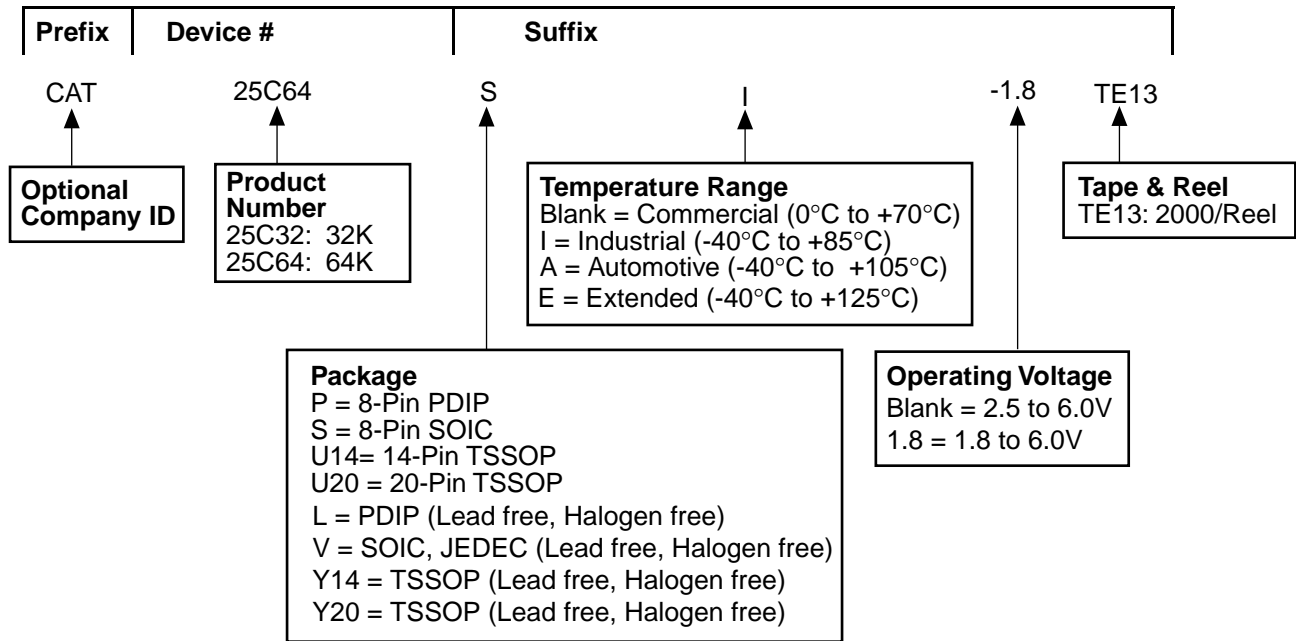 Prefix Device # Suffix
CAT 25C64 S I -1.8 TE13
Optional
Company ID
Product
Number
25C32: 32K
25C64: 64K
Temperature Range
Blank = Commercial (0°C to +70°C)
I = Industrial (-40°C to +85°C)
A = Automotive (-40°C to +105°C)
E = Extended (-40°C to +125°C)
Tape & Reel
TE13: 2000/Reel
Package
P = 8-Pin PDIP
S = 8-Pin SOIC
U14= 14-Pin TSSOP
U20 = 20-Pin TSSOP
L = PDIP (Lead free, Halogen free)
V = SOIC, JEDEC (Lead free, Halogen free)
Y14 = TSSOP (Lead free, Halogen free)
Y20 = TSSOP (Lead free, Halogen free)
Operating Voltage
Blank = 2.5 to 6.0V
1.8 = 1.8 to 6.0V